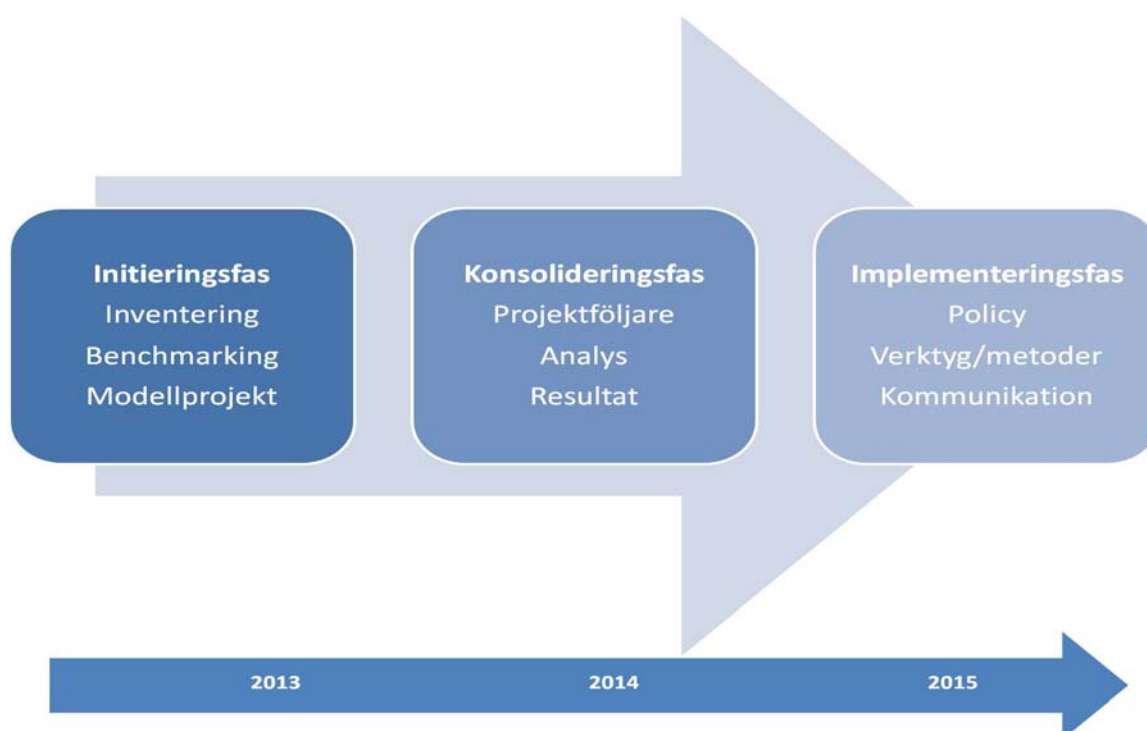 Initieringsfas
Inventering
Benchmarking
Modellprojekt
Konsolideringsfas
Projektföljare
Analys
Resultat
Implementeringsfas
Policy
Verktyg/metoder
Kommunikation
2013
2014
2015